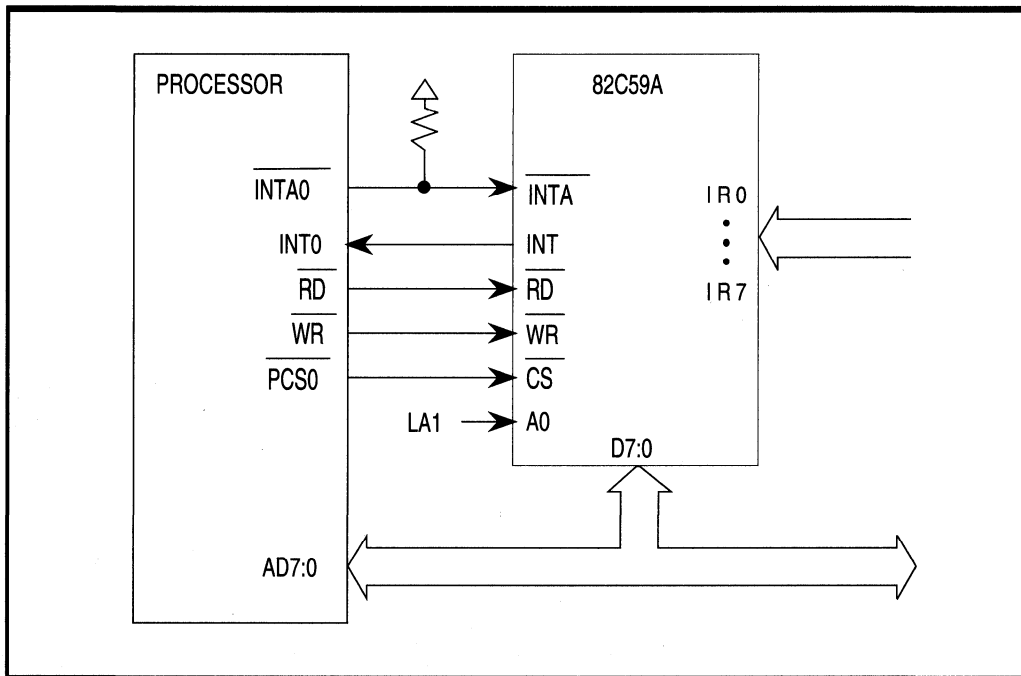 PROCESSOR
82C59A
INTA0
INTA
IR0
INT0
INT
RD
RD
IR7
WR
WR
PCS0
CS
LA1
A0
D7:0
AD7:0